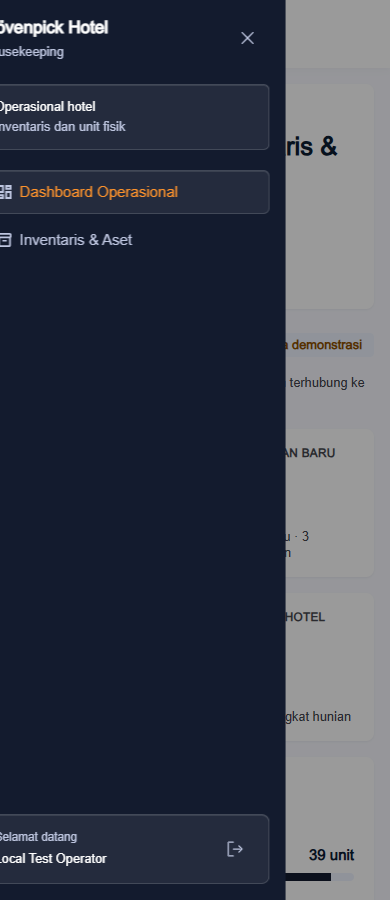 övenpick Hotel
usekeeping
Operasional hotel
nventaris dan unit fisik
Dashboard Operasional
Inventaris & Aset
ris &
demonstrasi
terhubung ke
AN BARU
u · 3
n
HOTEL
gkat hunian
39 unit
Selamat datang
Local Test Operator